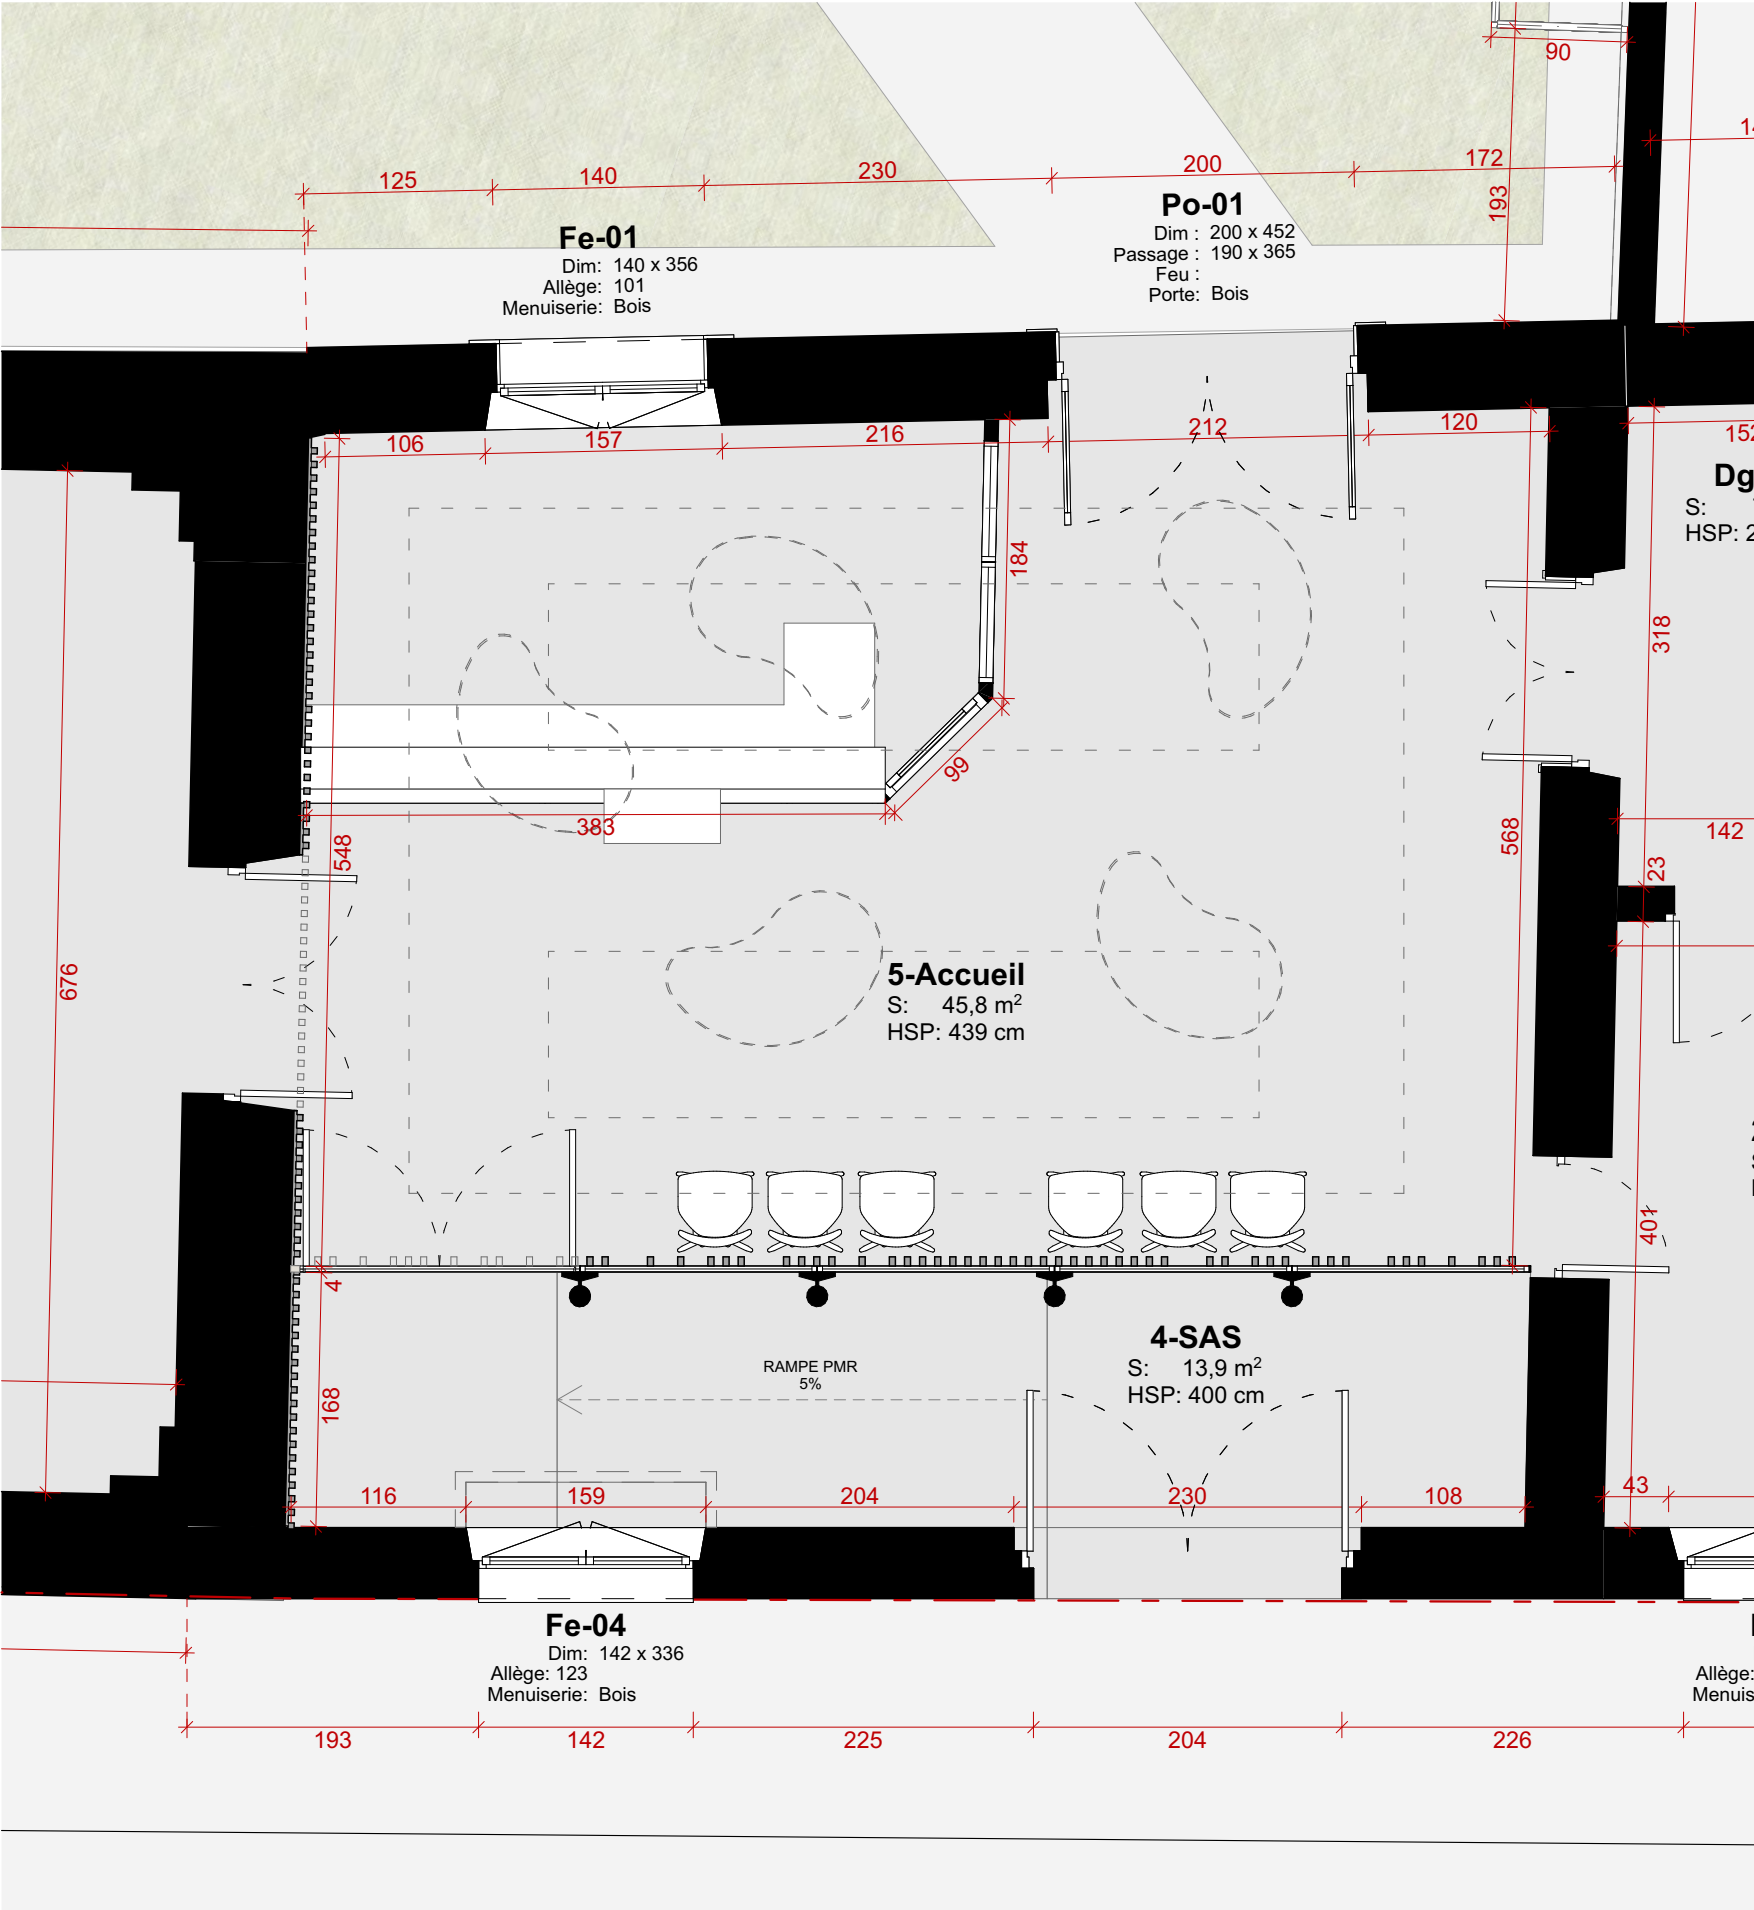 90
125
140
230
200
172
193
Fe-01
Dim: 140 x 356
Allège: 101
Menuiserie: Bois
Po-01
Dim : 200 x 452
Passage : 190 x 365
Feu :
Porte: Bois
106
157
216
212
120
S:
184
318
99
383
548
568
142
23
676
5-Accueil
S: 45,8 m²
HSP: 439 cm
401
4
168
4-SAS
S: 13,9 m²
HSP: 400 cm
RAMPE PMR
5%
116
159
204
230
108
43
Fe-04
Dim: 142 x 336
Allège: 123
Menuiserie: Bois
Allège:
193
142
225
204
226